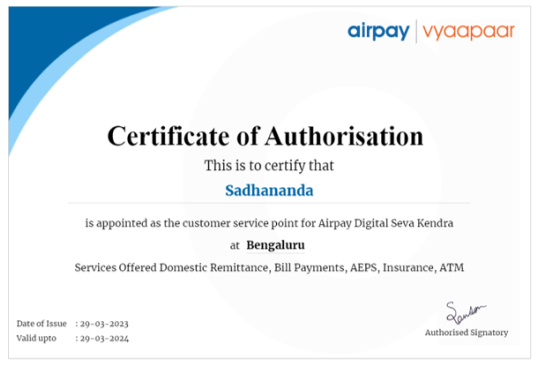 airpay | vyaapaar
Certificate of Authorisation
This is to certify that
Sadhananda
is appointed as the customer service point for Airpay Digital Seva Kendra
at Bengaluru
Services Offered Domestic Remittance, Bill Payments, AEPS, Insurance, ATM
Date of Issue : 29-03-2023
Valid upto : 29-03-2024
Authorised Signatory